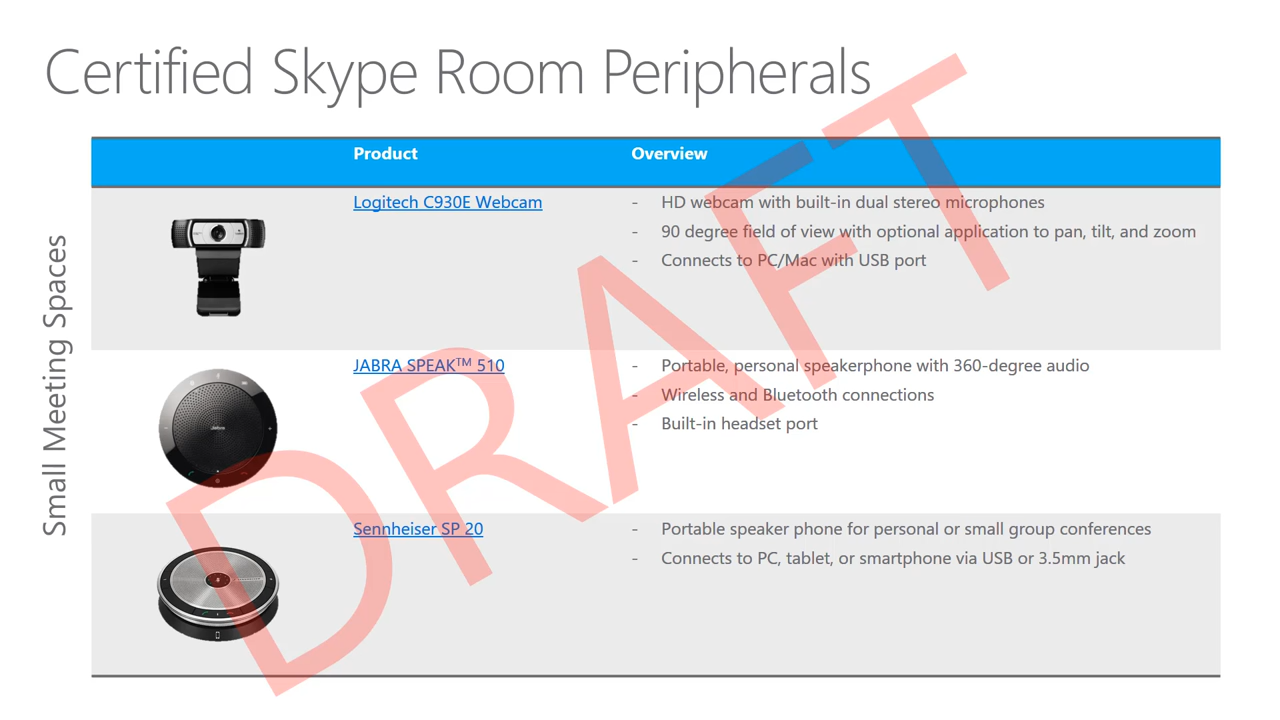 Certified Skype Room Peripherals
Small Meeting Spaces
Product Overview
Logitech C930E Webcam
- HD webcam with built-in dual stereo microphones
- 90 degree field of view with optional application to pan, tilt, and zoom
- Connects to PC/Mac with USB port
JABRA SPEAK™ 510
- Portable, personal speakerphone with 360-degree audio
- Wireless and Bluetooth connections
- Built-in headset port
Jabra
Sennheiser SP 20
- Portable speaker phone for personal or small group conferences
- Connects to PC, tablet, or smartphone via USB or 3.5mm jack
DRAFT